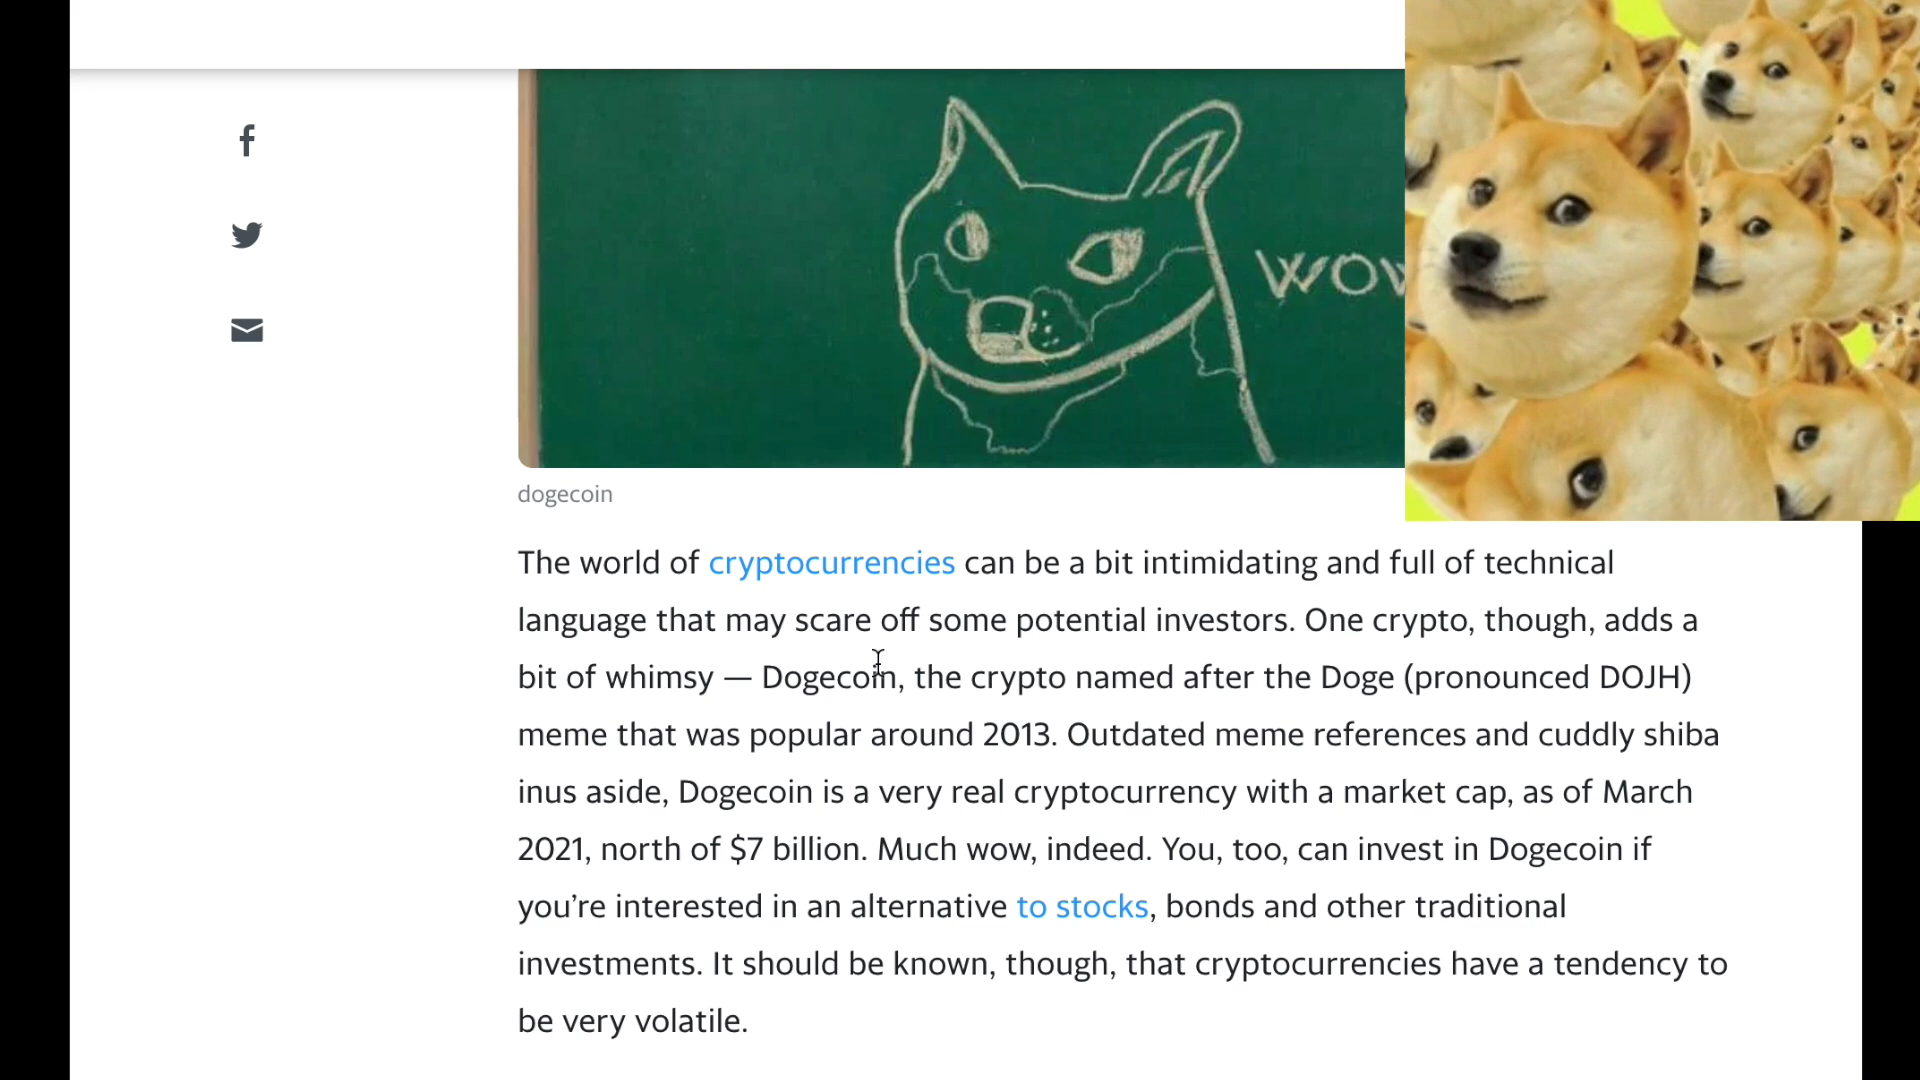 WOW
dogecoin
The world of cryptocurrencies can be a bit intimidating and full of technical
language that may scare off some potential investors. One crypto, though, adds a
bit of whimsy — Dogecoin, the crypto named after the Doge (pronounced DOJH)
meme that was popular around 2013. Outdated meme references and cuddly shiba
inus aside, Dogecoin is a very real cryptocurrency with a market cap, as of March
2021, north of $7 billion. Much wow, indeed. You, too, can invest in Dogecoin if
you’re interested in an alternative to stocks, bonds and other traditional
investments. It should be known, though, that cryptocurrencies have a tendency to
be very volatile.